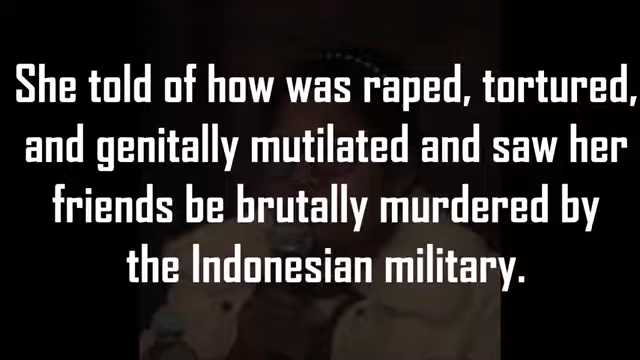 She told of how was raped, tortured,
and genitally mutilated and saw her
friends be brutally murdered by
the Indonesian military.